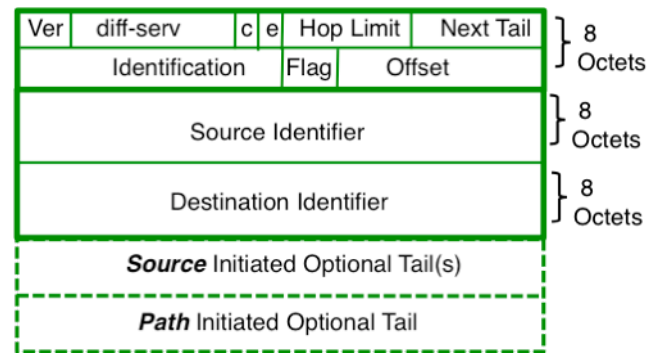 Ver diff-serv c e Hop Limit Next Tail
Identification Flag Offset
8
Octets
Source Identifier
8
Octets
Destination Identifier
8
Octets
Source Initiated Optional Tail(s)
Path Initiated Optional Tail